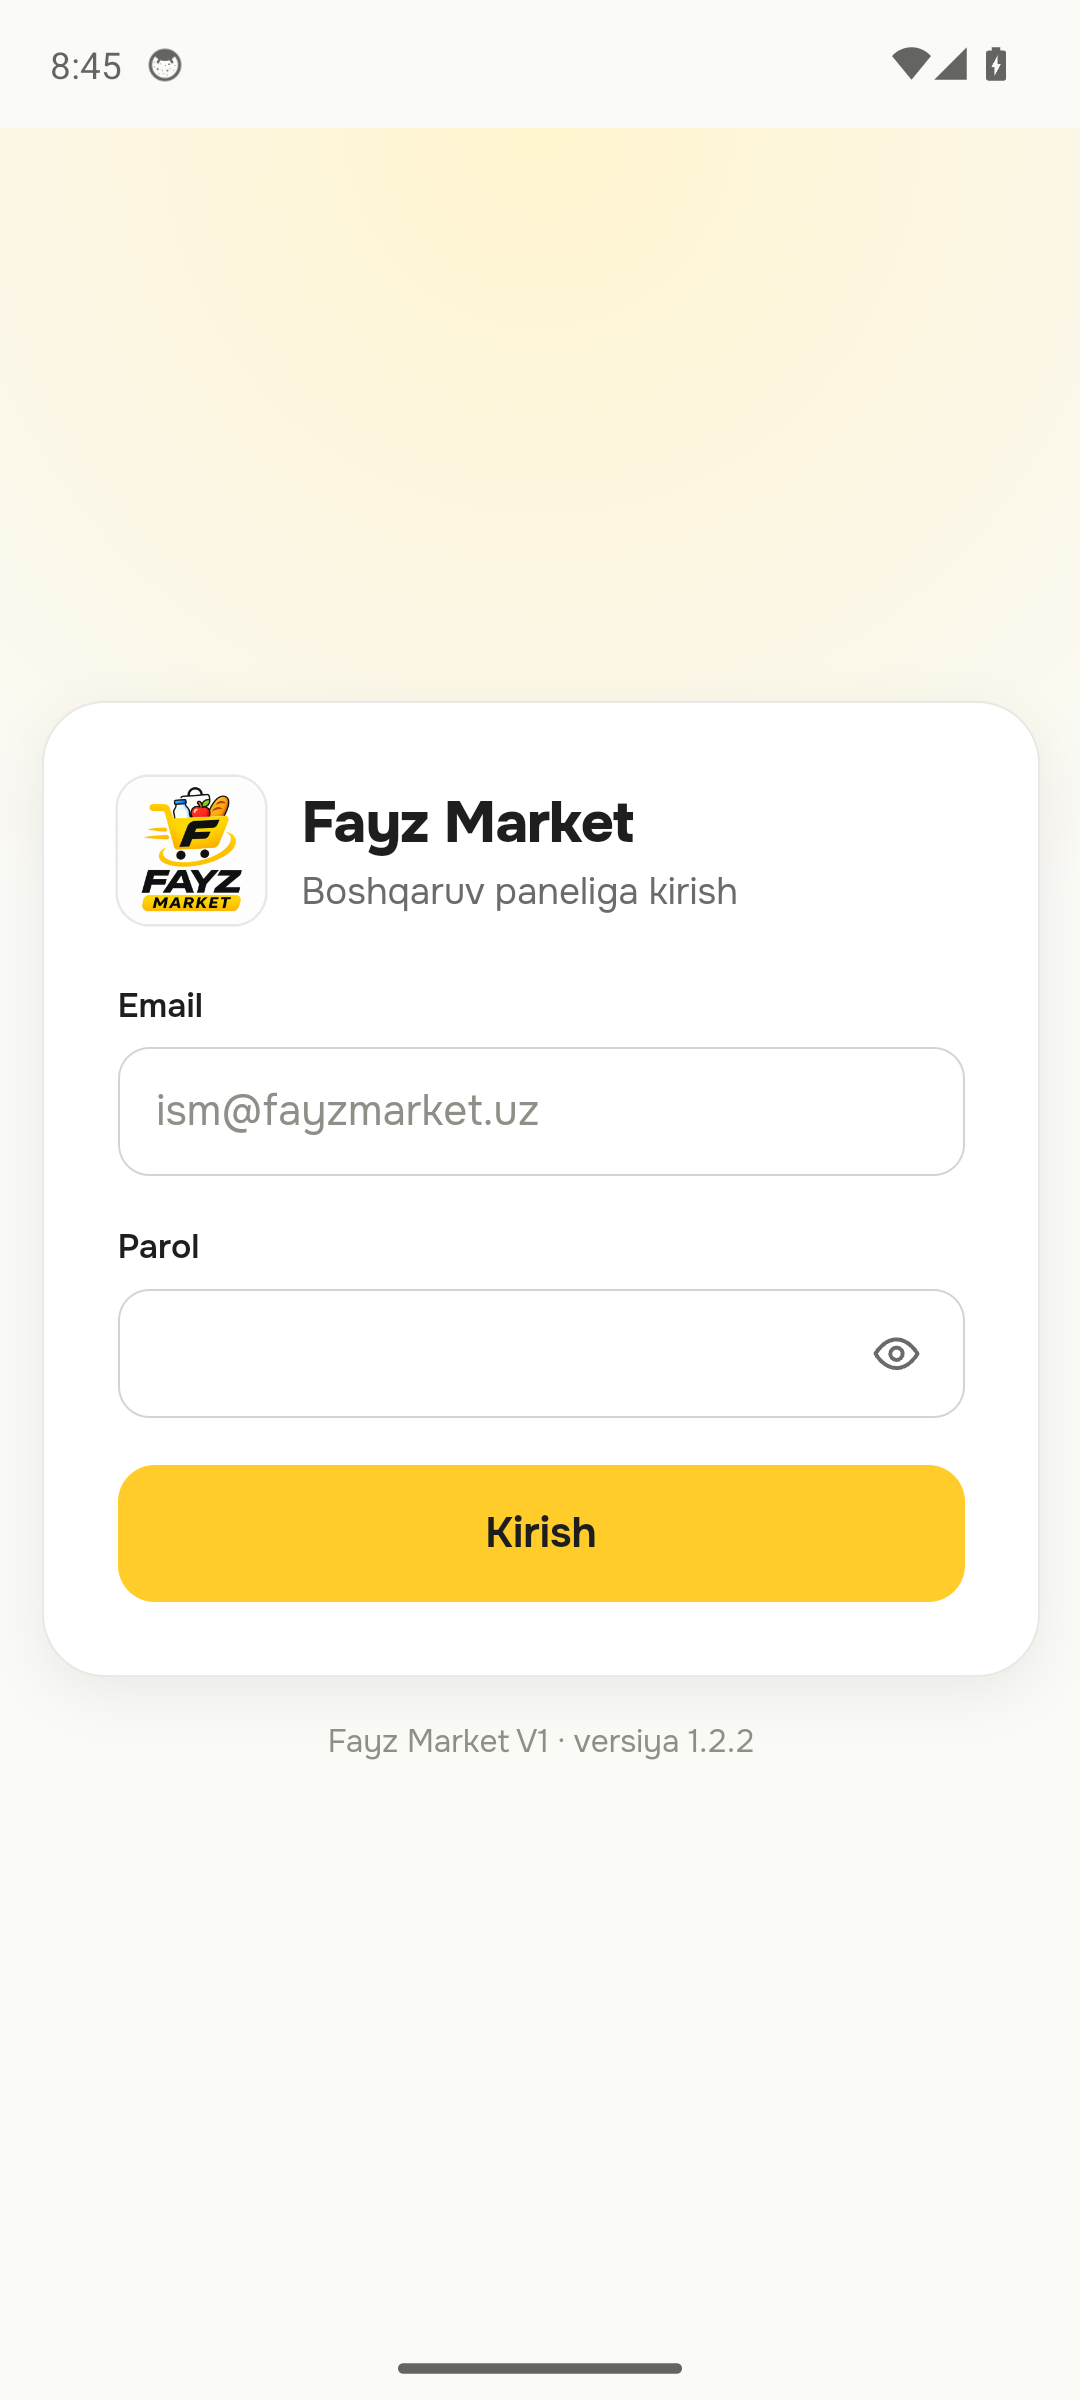 8:45
F
FAYZ
MARKET
Fayz Market
Boshqaruv paneliga kirish
Email
ism@fayzmarket.uz
Parol
Kirish
Fayz Market V1 · versiya 1.2.2